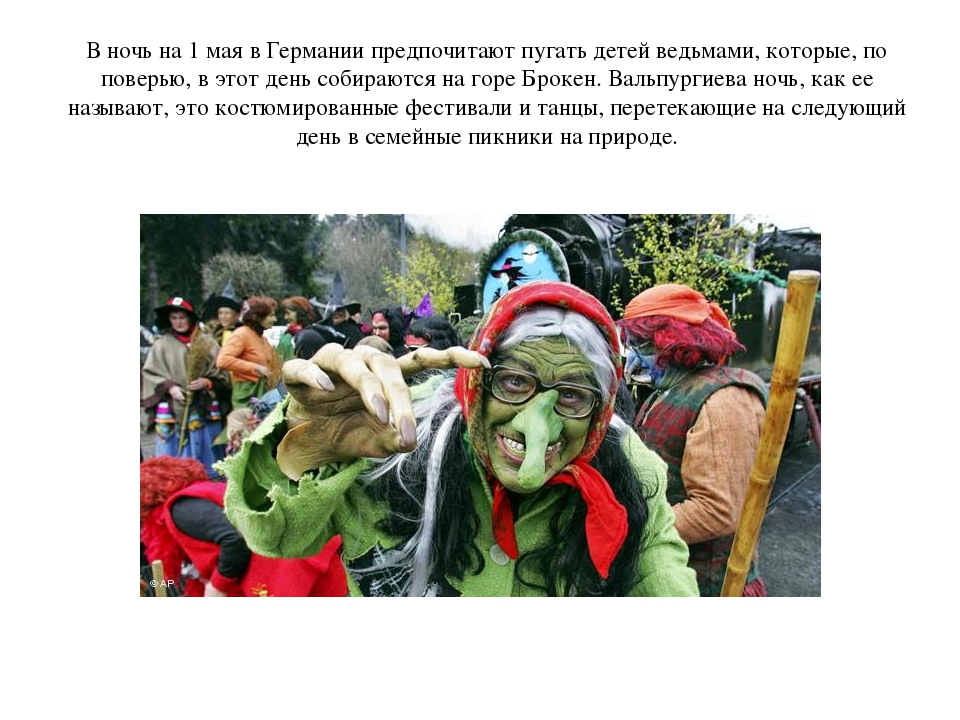 В ночь на 1 мая в Германии предпочитают пугать детей ведьмами, которые, по
поверью, в этот день собираются на горе Брокен. Вальпургиева ночь, как ее
называют, это костюмированные фестивали и танцы, перетекающие на следующий
день в семейные пикники на природе.
© AP